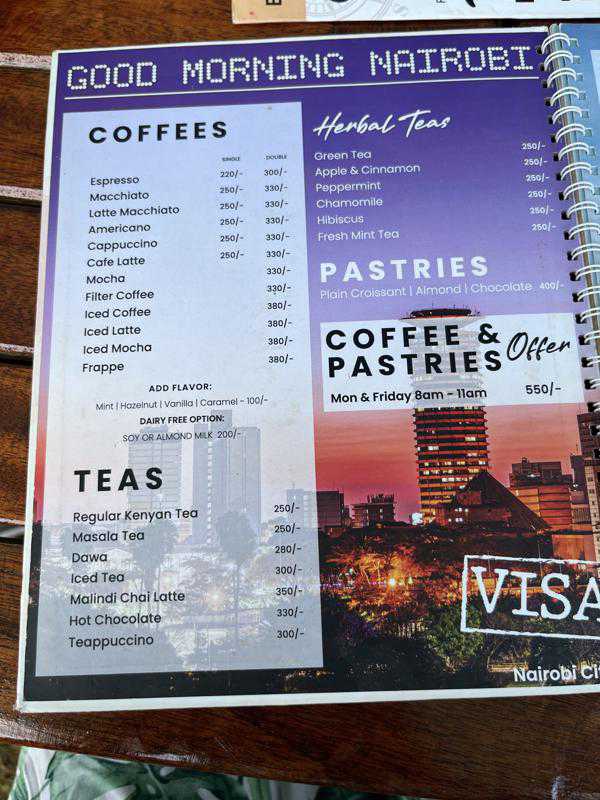 GOOD MORNING NAIROBI
COFFEES
SINGLE DOUBLE
Espresso 220/- 300/-
Macchiato 250/- 330/-
Latte Macchiato 250/- 330/-
Americano 250/- 330/-
Cappuccino 250/- 330/-
Cafe Latte 250/- 330/-
Mocha 330/-
Filter Coffee 330/-
Iced Coffee 380/-
Iced Latte 380/-
Iced Mocha 380/-
Frappe 380/-
ADD FLAVOR:
Mint | Hazelnut | Vanilla | Caramel - 100/-
DAIRY FREE OPTION:
SOY OR ALMOND MILK 200/-
TEAS
Regular Kenyan Tea 250/-
Masala Tea 250/-
Dawa 280/-
Iced Tea 300/-
Malindi Chai Latte 350/-
Hot Chocolate 330/-
Teappuccino 300/-
Herbal Teas
Green Tea 250/-
Apple & Cinnamon 250/-
Peppermint 250/-
Chamomile 250/-
Hibiscus 250/-
Fresh Mint Tea 250/-
PASTRIES
Plain Croissant | Almond | Chocolate 400/-
COFFEE &
PASTRIES Offer
Mon & Friday 8am - 11am 550/-
VISA
Nairobi Ci